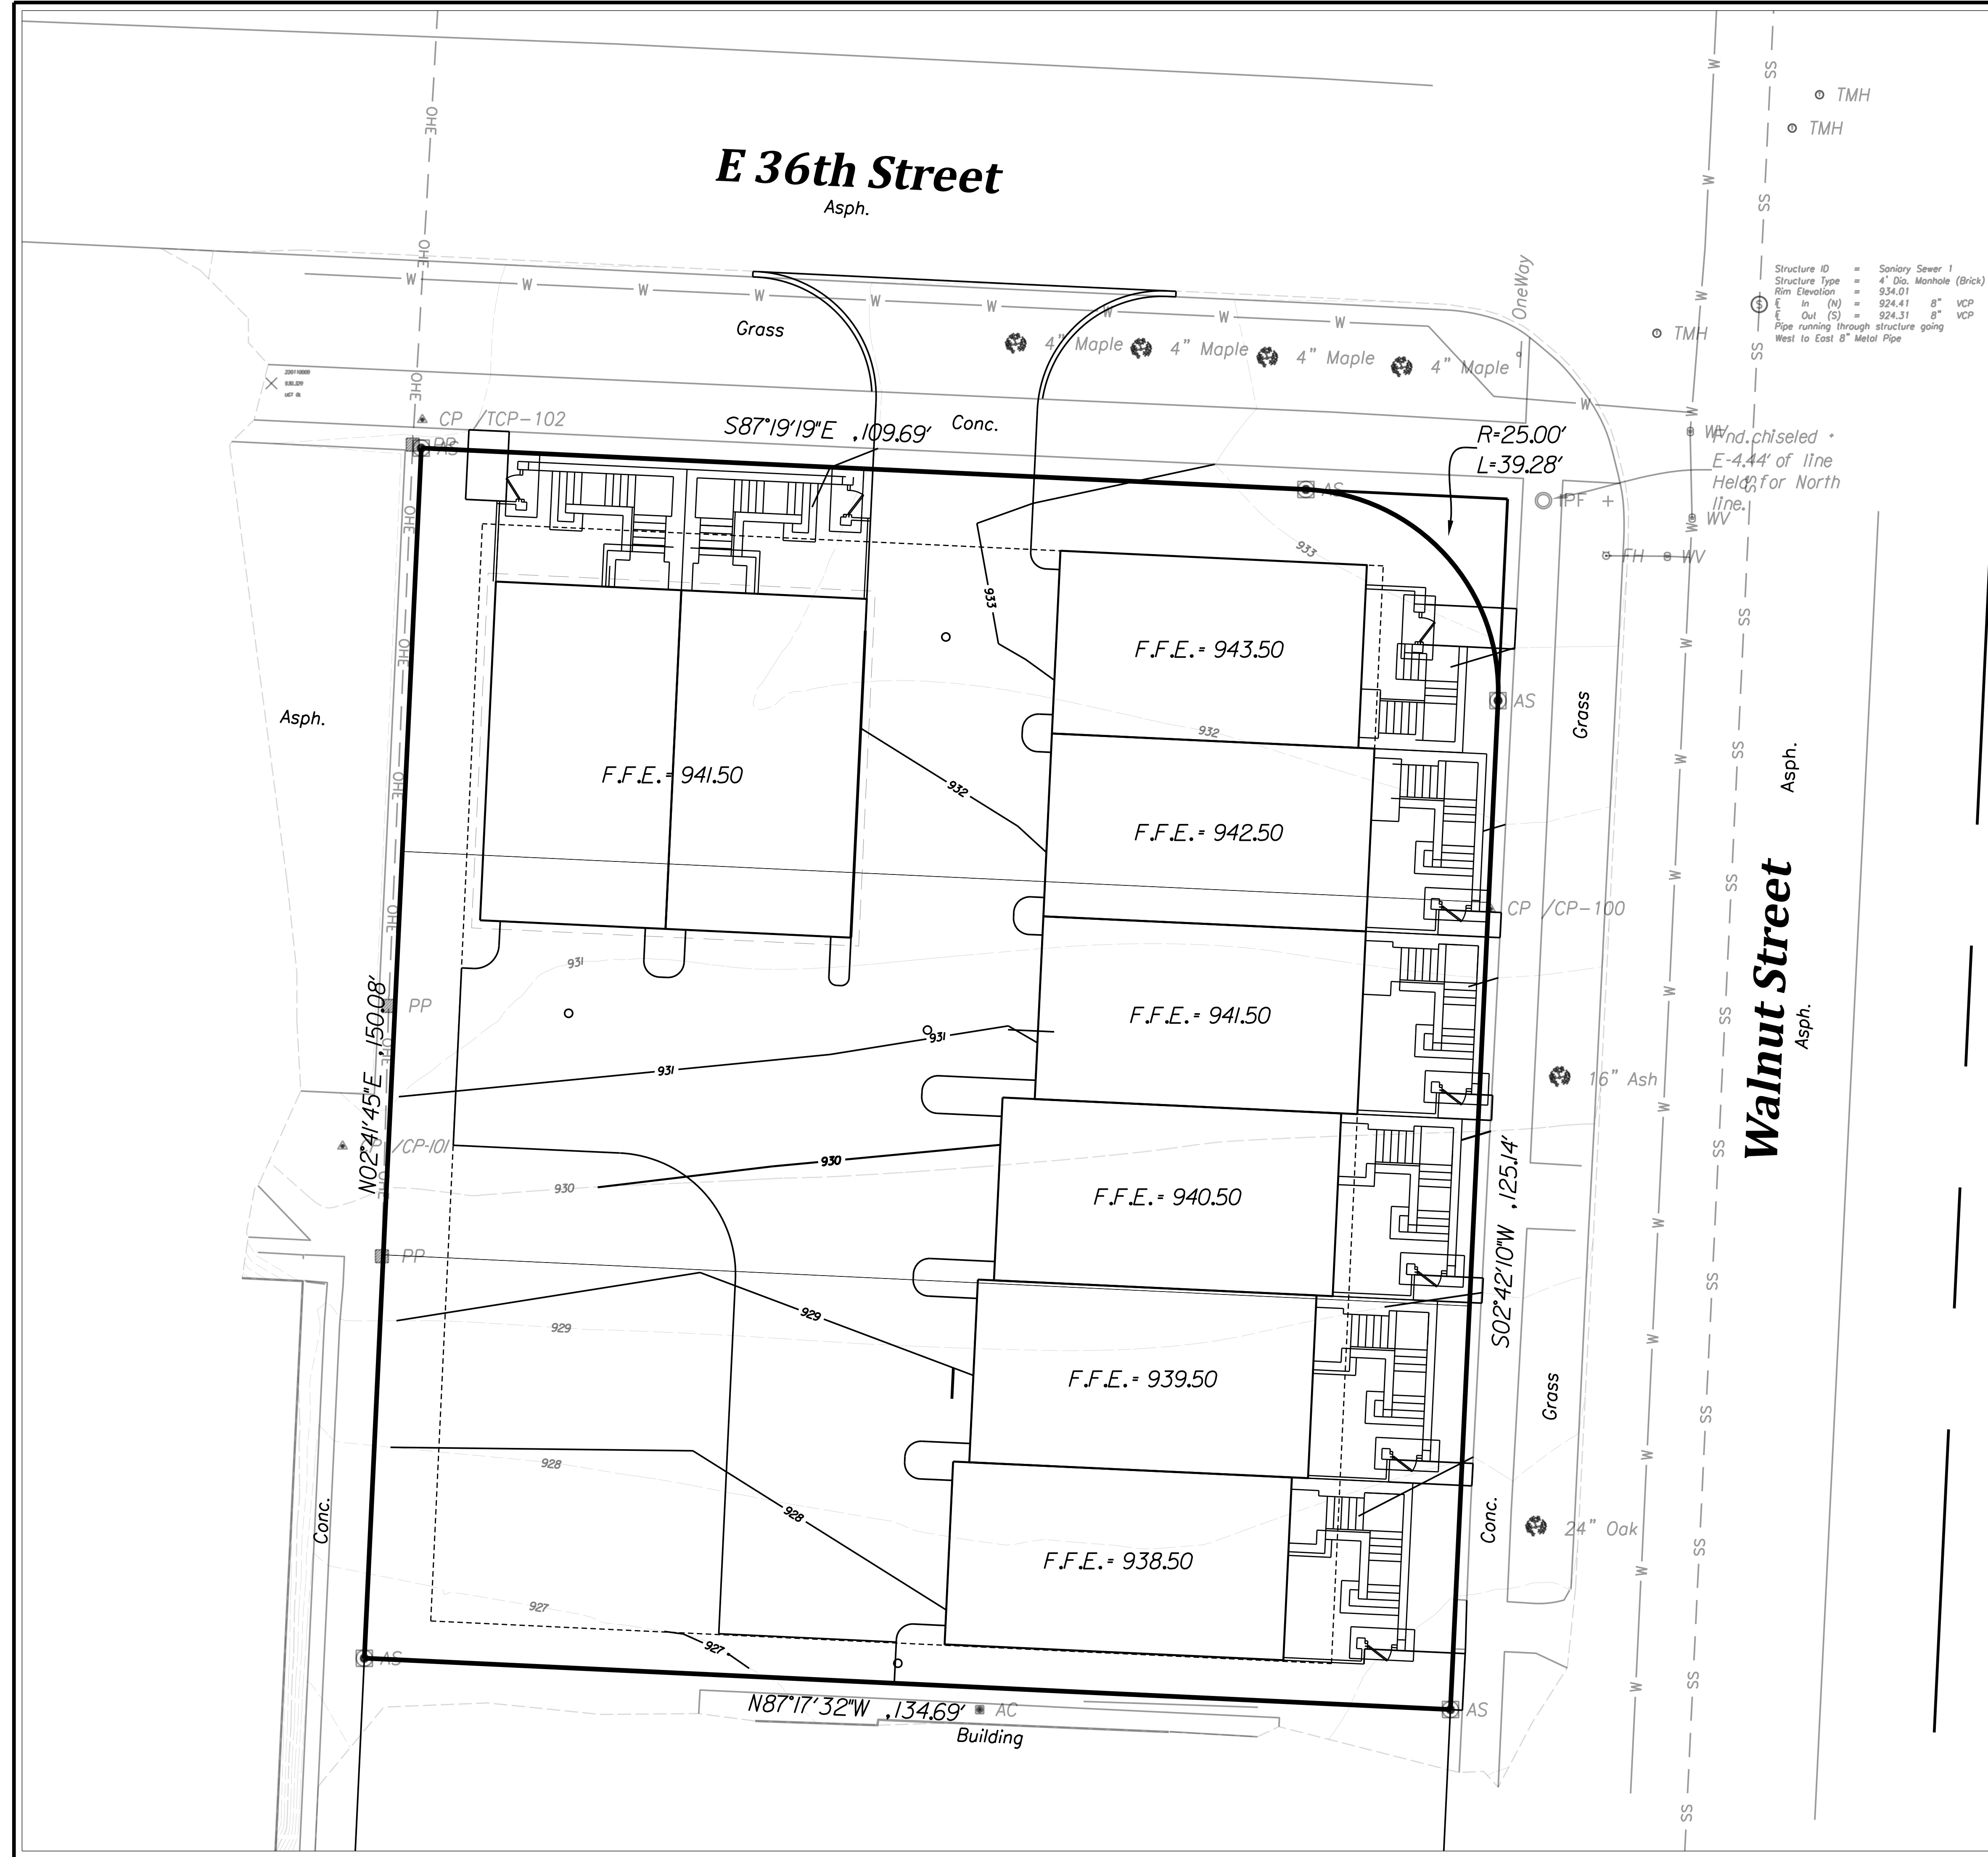 TMH
TMH
E 36th Street
Asph.
OHE
OHE
OHE
W
W
W
W
W
W
W
W
W
W
W
W
SS
SS
Grass
4" Maple
4" Maple
4" Maple
4" Maple
OneWay
TMH
Structure ID = Saniary Sewer 1
Structure Type = 4' Dia. Manhole (Brick)
Rim Elevation = 934.01
In (N) = 924.41 8" VCP
Out (S) = 924.31 8" VCP
Pipe running through structure going
West to East 8" Metal Pipe
S
CP /TCP-102
S87°19'19"E ,109.69'
Conc.
R=25.00'
L=39.28'
WV
Fnd.chiseled +
E-4.44' of line
Held for North
line.
AS
AS
IPF +
WV
FH
WV
933
933
F.F.E.= 943.50
AS
Asph.
Grass
932
F.F.E.= 941.50
932
F.F.E.= 942.50
Asph.
CP /CP-100
931
931
931
F.F.E.= 941.50
PP
N02°41'45"E ,150.08'
16" Ash
Walnut Street
Asph.
/CP-101
930
930
F.F.E.= 940.50
S02°42'10"W ,125.14'
PP
929
929
F.F.E.= 939.50
Grass
928
928
Conc.
F.F.E.= 938.50
Conc.
24" Oak
927
927
AS
N87°17'32"W ,134.69'
AC
AS
Building